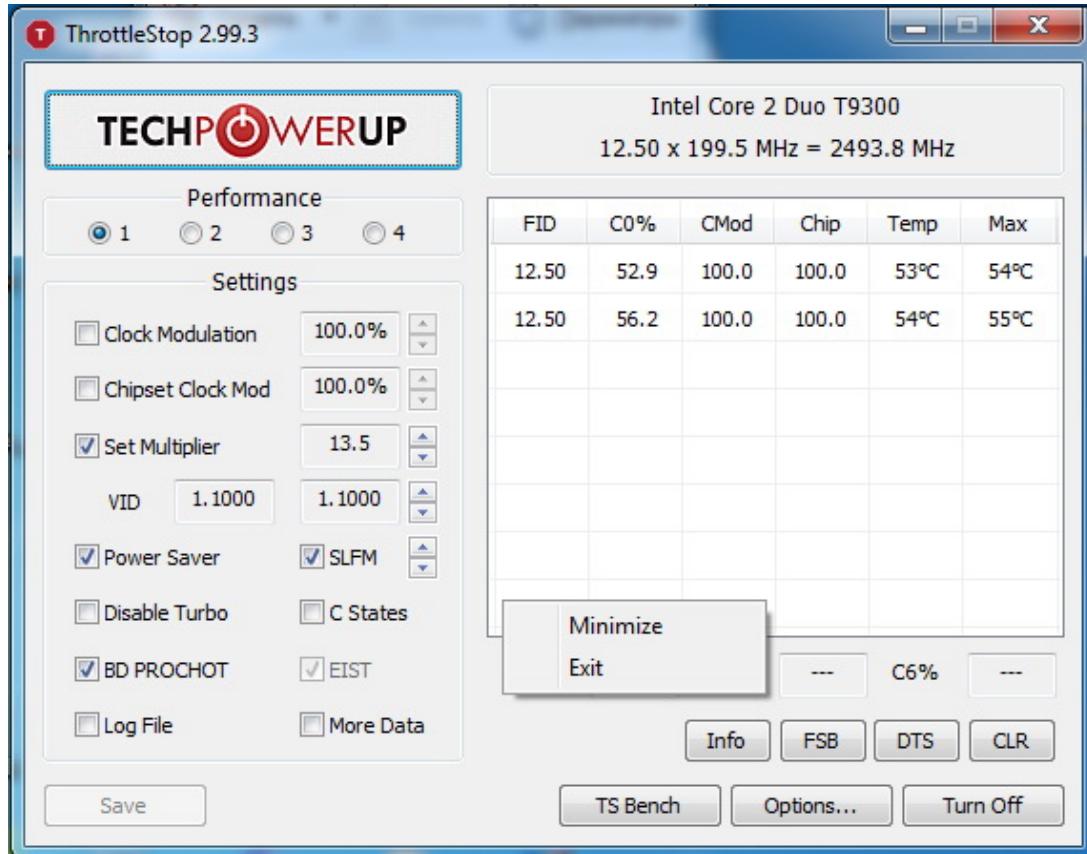 ThrottleStop 2.99.3
TECHPOWERUP
Intel Core 2 Duo T9300
12.50 x 199.5 MHz = 2493.8 MHz
Performance
1 2 3 4
Settings
Clock Modulation 100.0%
Chipset Clock Mod 100.0%
Set Multiplier 13.5
VID 1.1000 1.1000
Power Saver SLFM
Disable Turbo C States
BD PROCHOT EIST
Log File More Data
Save
FID C0% CMod Chip Temp Max
12.50 52.9 100.0 100.0 53°C 54°C
12.50 56.2 100.0 100.0 54°C 55°C
Minimize
Exit
--- C6% ---
Info FSB DTS CLR
TS Bench Options... Turn Off